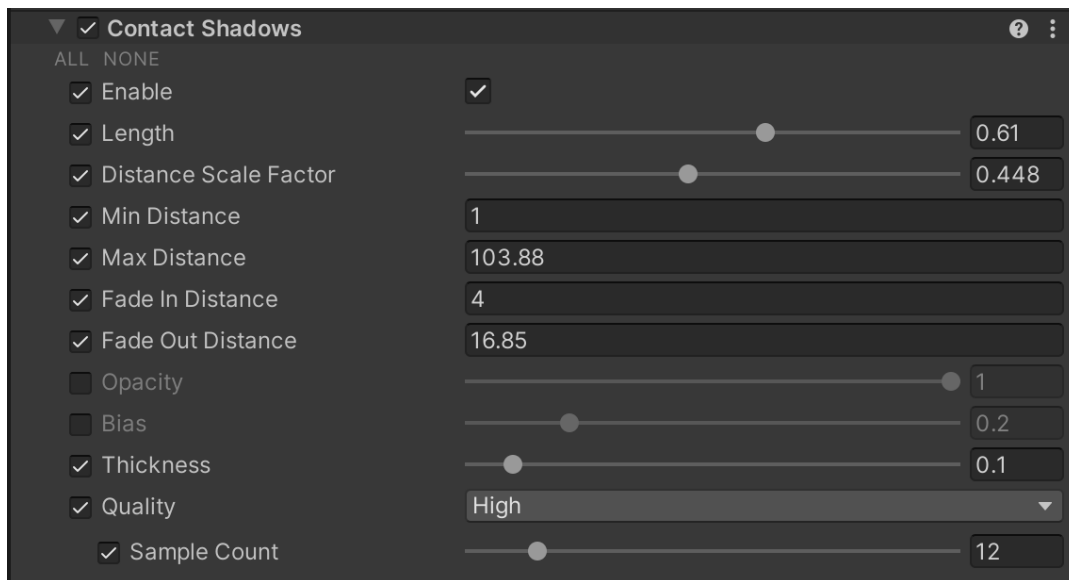 Contact Shadows
ALL NONE
Enable
Length 0.61
Distance Scale Factor 0.448
Min Distance 1
Max Distance 103.88
Fade In Distance 4
Fade Out Distance 16.85
Opacity 1
Bias 0.2
Thickness 0.1
Quality High
Sample Count 12